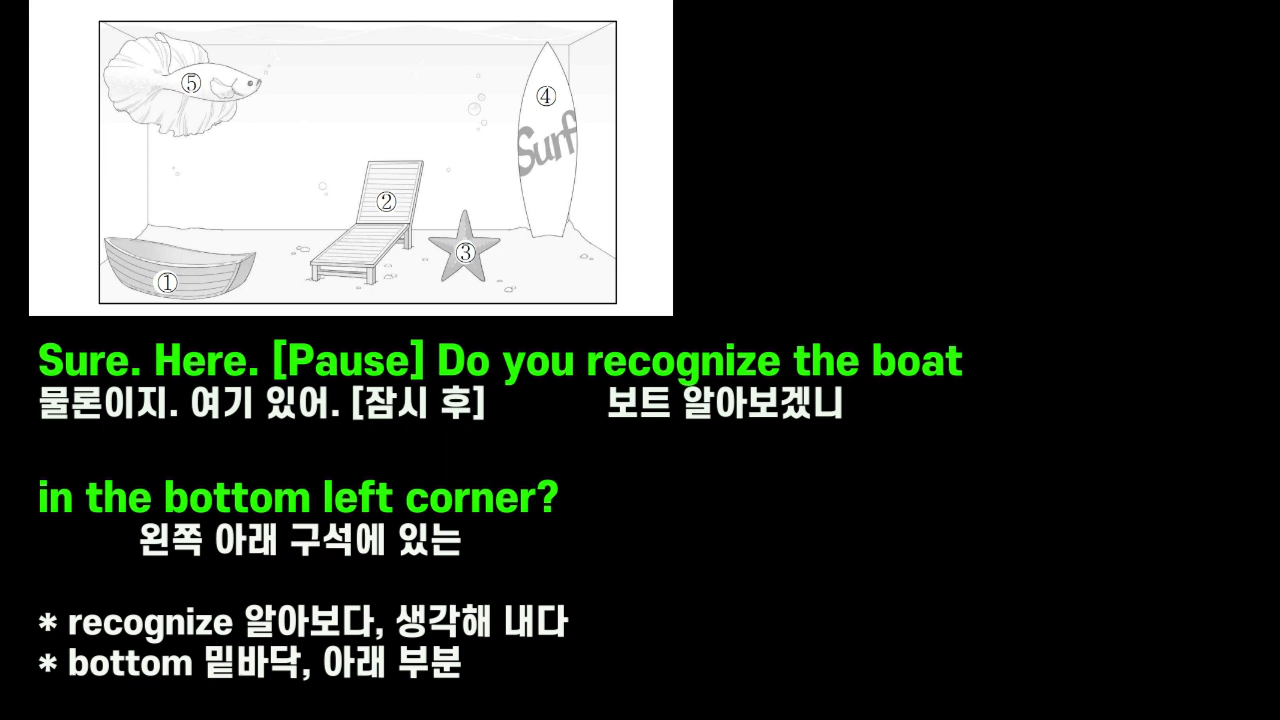 ⑤
④
Surf
②
③
①
Sure. Here. [Pause] Do you recognize the boat
물론이지. 여기 있어. [잠시 후] 보트 알아보겠니
in the bottom left corner?
왼쪽 아래 구석에 있는
* recognize 알아보다, 생각해 내다
* bottom 밑바닥, 아래 부분